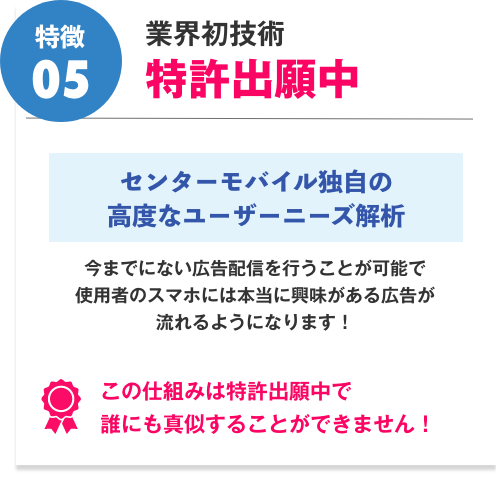 特徴
05
業界初技術
特許出願中
センターモバイル独自の
高度なユーザーニーズ解析
今までにない広告配信を行うことが可能で
使用者のスマホには本当に興味がある広告が
流れるようになります！
この仕組みは特許出願中で
誰にも真似することができません！